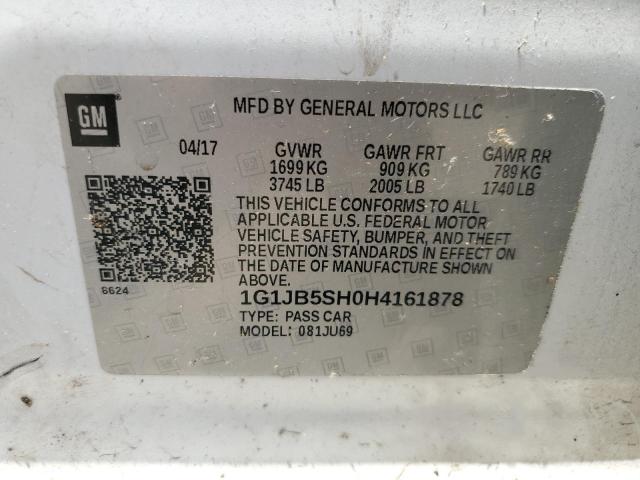 GM
MFD BY GENERAL MOTORS LLC
04/17 GVWR GAWR FRT GAWR RR
1699 KG 909 KG 789 KG
3745 LB 2005 LB 1740 LB
THIS VEHICLE CONFORMS TO ALL
APPLICABLE U.S. FEDERAL MOTOR
VEHICLE SAFETY, BUMPER, AND THEFT
PREVENTION STANDARDS IN EFFECT ON
THE DATE OF MANUFACTURE SHOWN
ABOVE.
6624
1G1JB5SH0H4161878
TYPE: PASS CAR
MODEL: 081JU69